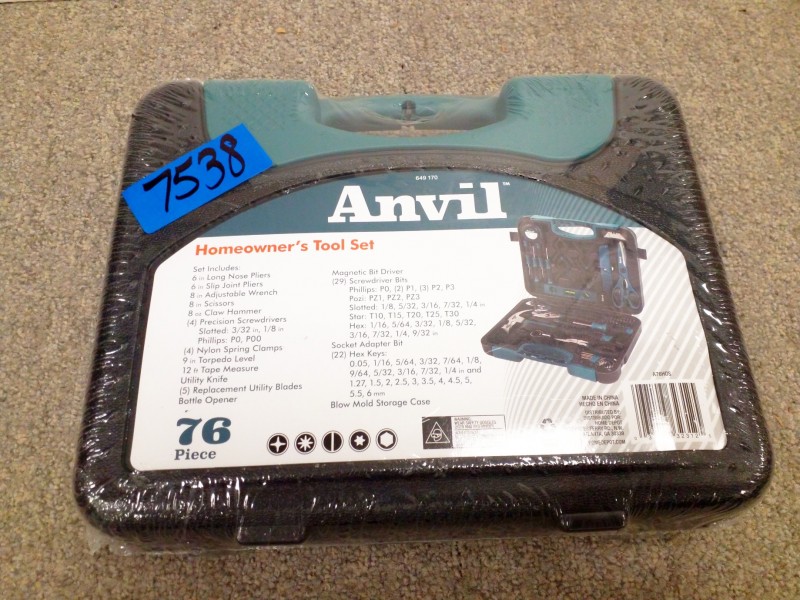 7538
649 170
Anvil™
Homeowner's Tool Set
Set Includes:
6 in Long Nose Pliers
6 in Slip Joint Pliers
8 in Adjustable Wrench
8 in Scissors
8 oz Claw Hammer
(4) Precision Screwdrivers
Slotted: 3/32 in, 1/8 in
Phillips: P0, P00
(4) Nylon Spring Clamps
9 in Torpedo Level
12 ft Tape Measure
Utility Knife
(5) Replacement Utility Blades
Bottle Opener
76
Piece
Magnetic Bit Driver
(29) Screwdriver Bits
Phillips: P0, (2) P1, (3) P2, P3
Pozi: PZ1, PZ2, PZ3
Slotted: 1/8, 5/32, 3/16, 7/32, 1/4 in
Star: T10, T15, T20, T25, T30
Hex: 1/16, 5/64, 3/32, 1/8, 5/32,
3/16, 7/32, 1/4, 9/32 in
Socket Adapter Bit
(22) Hex Keys:
0.05, 1/16, 5/64, 3/32, 7/64, 1/8,
9/64, 5/32, 3/16, 7/32, 1/4 in and
1.27, 1.5, 2, 2.5, 3, 3.5, 4, 4.5, 5,
5.5, 6 mm
Blow Mold Storage Case
A76HOS
MADE IN CHINA
HECHO EN CHINA
DISTRIBUTED BY
HOME DEPOT
ATLANTA, GA 30339